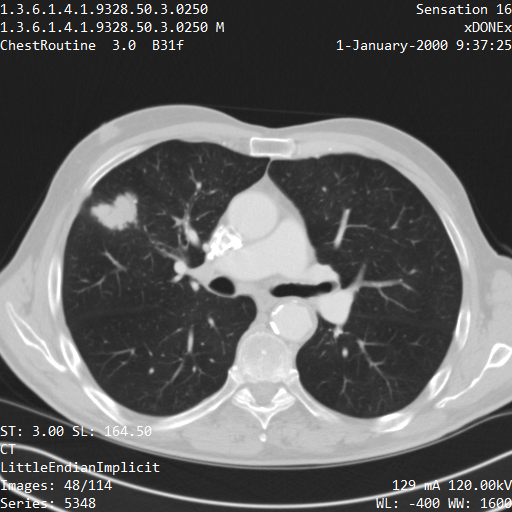 1.3.6.1.4.1.9328.50.3.0250
Sensation 16
1.3.6.1.4.1.9328.50.3.0250 M
xDONEx
ChestRoutine 3.0 B31f
1-January-2000 9:37:25
ST: 3.00 SL: 164.50
CT
LittleEndianImplicit
Images: 48/114
129 mA 120.00kV
Series: 5348
WL: -400 WW: 1600